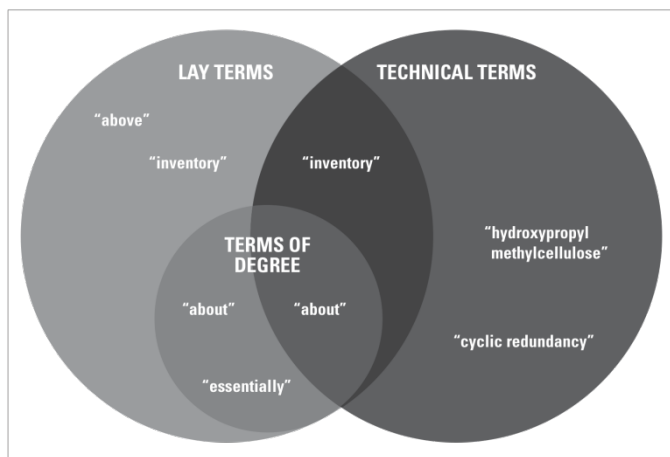 LAY TERMS
TECHNICAL TERMS
“above”
“inventory”
“inventory”
“hydroxypropyl
methylcellulose”
TERMS OF
DEGREE
“about”
“about”
“cyclic redundancy”
“essentially”